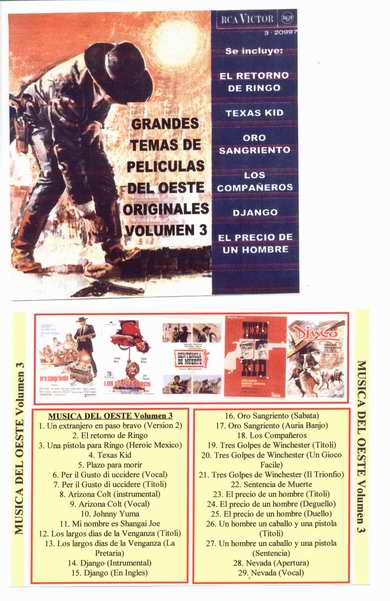 RCA VICTOR
3-20997
Se incluye:
EL RETORNO
DE RINGO
TEXAS KID
ORO
SANGRIENTO
LOS
COMPAÑEROS
DJANGO
EL PRECIO DE
UN HOMBRE
GRANDES
TEMAS DE
PELICULAS
DEL OESTE
ORIGINALES
VOLUMEN 3
MUSICA DEL OESTE Volumen 3
oro sangriento
SENTENCIA
DE MUERTE
TEXAS
KID
MUSICA DEL OESTE Volumen 3
1. Un extranjero en paso bravo (Version 2)
2. El retorno de Ringo
3. Una pistola para Ringo (Heroic Mexico)
4. Texas Kid
5. Plazo para morir
6. Per il Gusto di uccidere (Vocal)
7. Per il Gusto di uccidere (Titoli)
8. Arizona Colt (instrumental)
9. Arizona Colt (Vocal)
10. Johnny Yuma
11. Mi nombre es Shangai Joe
12. Los largos dias de la Venganza (Titoli)
13. Los largos dias de la Venganza (La
Pretaria)
14. Django (Intrumental)
15. Django (En Ingles)
16. Oro Sangriento (Sabata)
17. Oro Sangriento (Auria Banjo)
18. Los Compañeros
19. Tres Golpes de Winchester (Titoli)
20. Tres Golpes de Winchester (Un Gioco
Facile)
21. Tres Golpes de Winchester (Il Trionfio)
22. Sentencia de Muerte
23. El precio de un hombre (Titoli)
24. El precio de un hombre (Deguello)
25. El precio de un hombre (Duello)
26. Un hombre un caballo y una pistola
(Titoli)
27. Un hombre un caballo y una pistola
(Sentencia)
28. Nevada (Apertura)
29. Nevada (Vocal)
MUSICA DEL OESTE Volumen 3